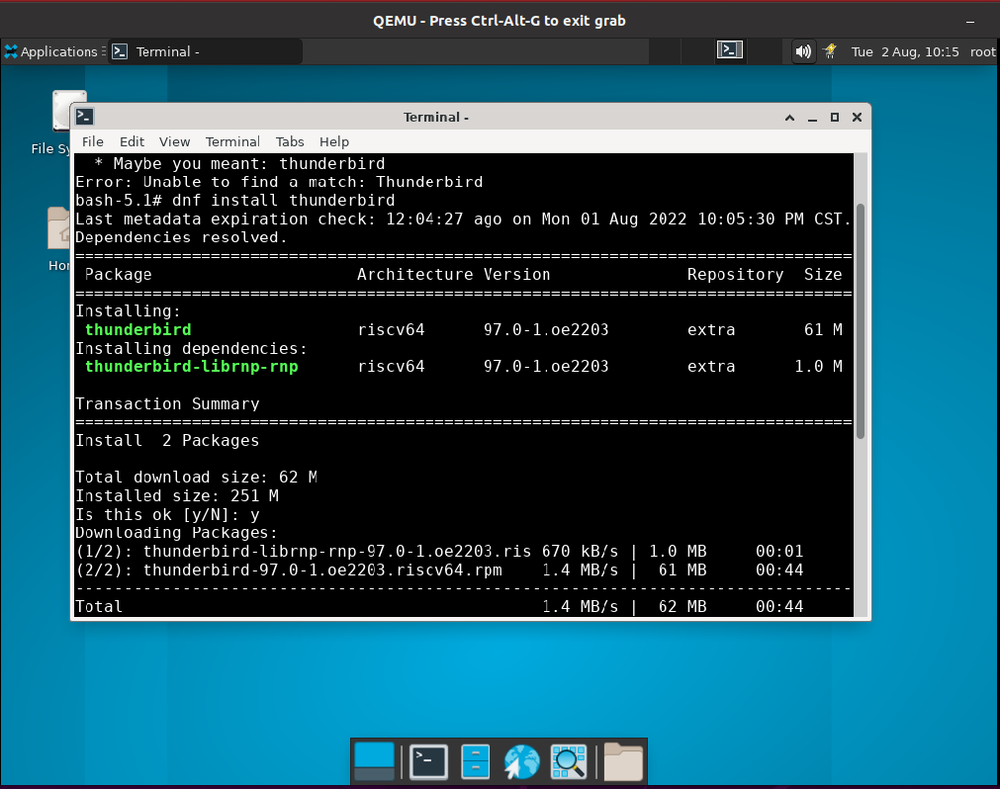 QEMU - Press Ctrl-Alt-G to exit grab
Applications Terminal - Tue 2 Aug, 10:15 root
Terminal -
File Edit View Terminal Tabs Help
* Maybe you meant: thunderbird
Error: Unable to find a match: Thunderbird
bash-5.1# dnf install thunderbird
Last metadata expiration check: 12:04:27 ago on Mon 01 Aug 2022 10:05:30 PM CST.
Dependencies resolved.
================================================================================
Package Architecture Version Repository Size
================================================================================
Installing:
thunderbird riscv64 97.0-1.oe2203 extra 61 M
Installing dependencies:
thunderbird-librnp-rnp riscv64 97.0-1.oe2203 extra 1.0 M
Transaction Summary
================================================================================
Install 2 Packages
Total download size: 62 M
Installed size: 251 M
Is this ok [y/N]: y
Downloading Packages:
(1/2): thunderbird-librnp-rnp-97.0-1.oe2203.ris 670 kB/s | 1.0 MB 00:01
(2/2): thunderbird-97.0-1.oe2203.riscv64.rpm 1.4 MB/s | 61 MB 00:44
--------------------------------------------------------------------------------
Total 1.4 MB/s | 62 MB 00:44
File Sy
Hor